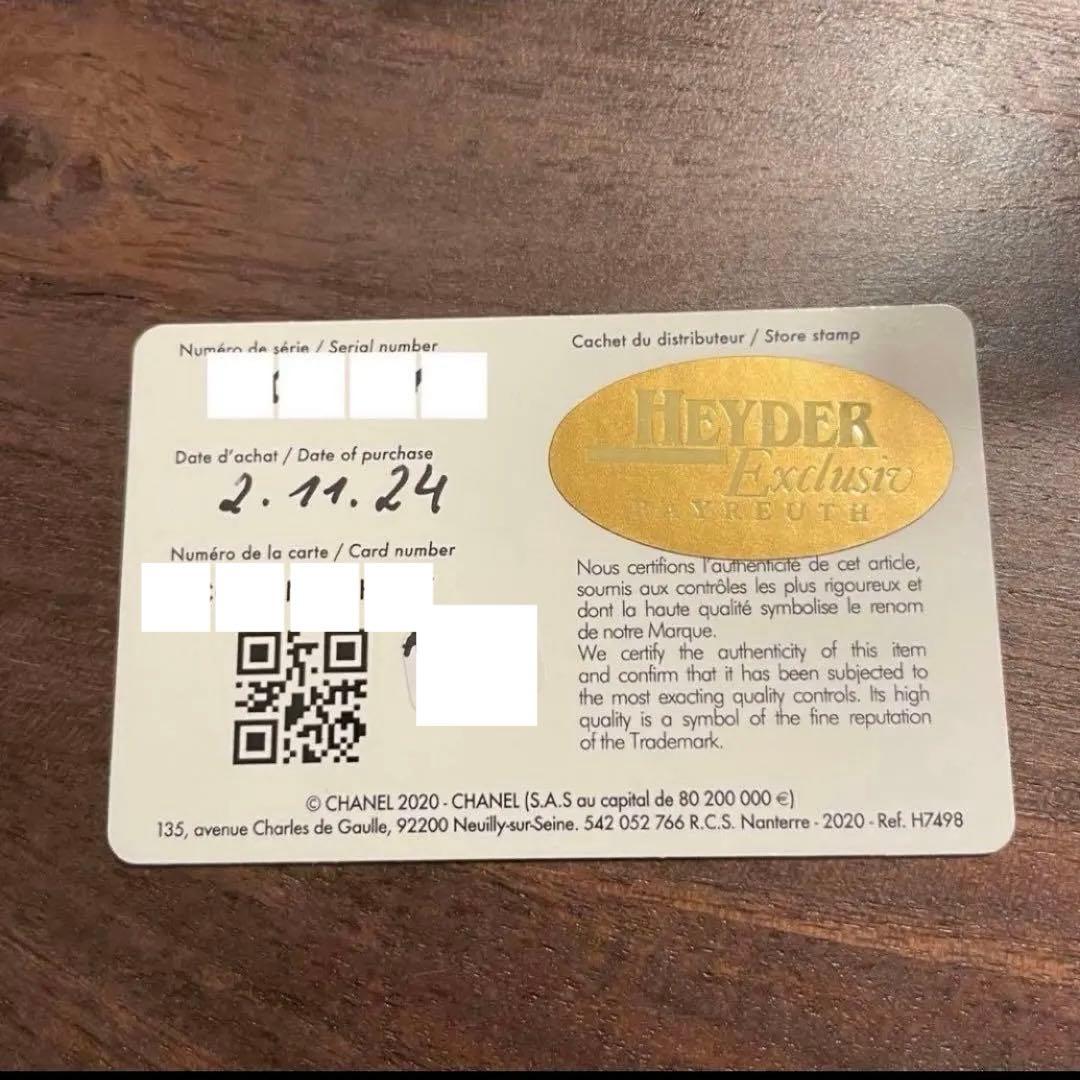 Numéro de série / Serial number
Date d'achat / Date of purchase
2.11.24
Numéro de la carte / Card number
Cachet du distributeur / Store stamp
HEYDER
Exclusiv
BAYREUTH
Nous certifions l'authenticité de cet article,
soumis aux contrôles les plus rigoureux et
dont la haute qualité symbolise le renom
de notre Marque.
We certify the authenticity of this item
and confirm that it has been subjected to
the most exacting quality controls. Its high
quality is a symbol of the fine reputation
of the Trademark.
© CHANEL 2020 - CHANEL (S.A.S au capital de 80 200 000 €)
135, avenue Charles de Gaulle, 92200 Neuilly-sur-Seine. 542 052 766 R.C.S. Nanterre - 2020 - Ref. H7498